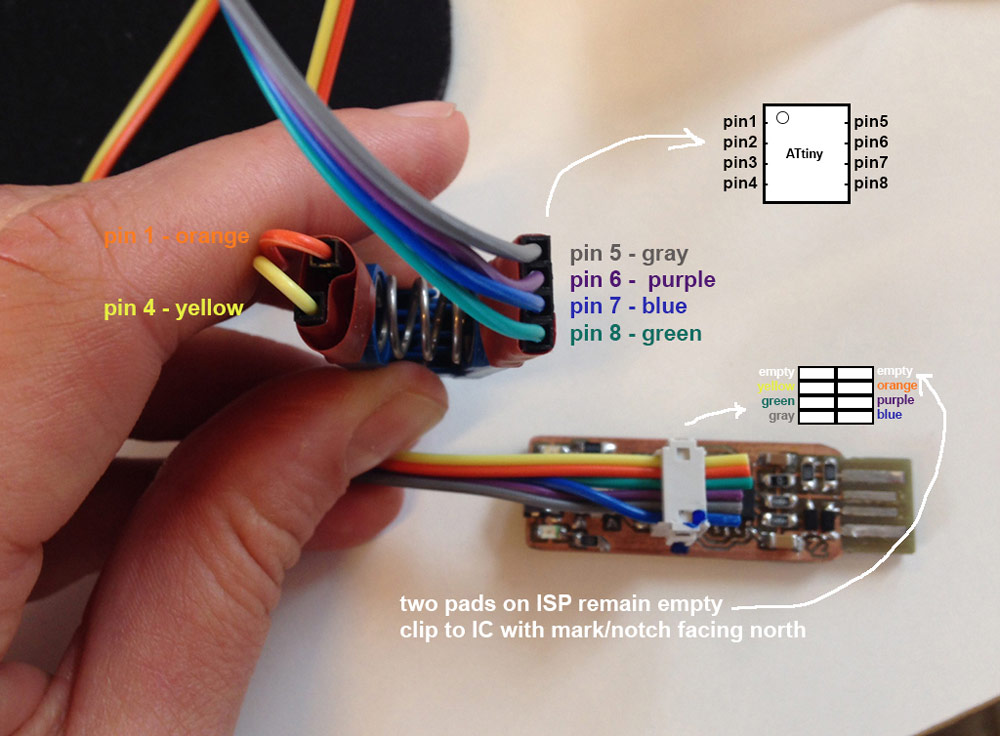 pin1 pin5
pin2 pin6
ATtiny
pin3 pin7
pin4 pin8
pin 1 - orange
pin 4 - yellow
pin 5 - gray
pin 6 - purple
pin 7 - blue
pin 8 - green
empty empty
yellow orange
green purple
gray blue
two pads on ISP remain empty
clip to IC with mark/notch facing north